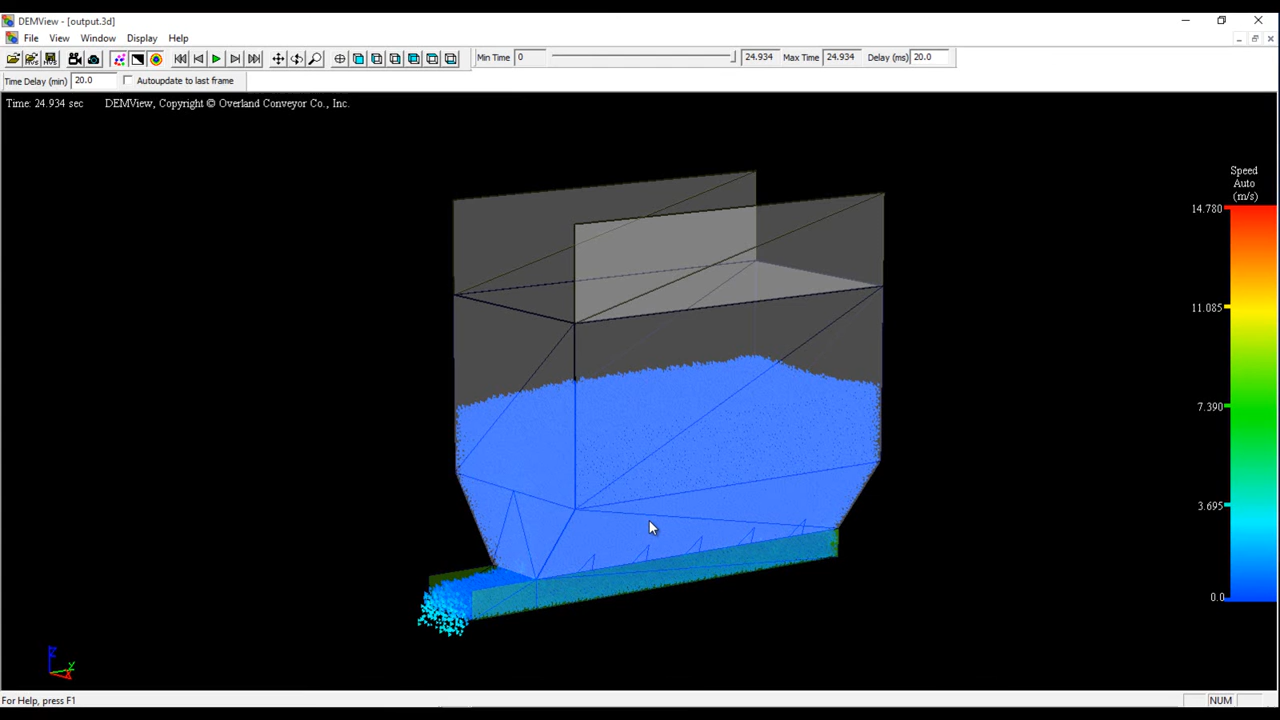 DEMView - [output.3d]
File View Window Display Help
Min Time 0 24.934 Max Time 24.934 Delay (ms) 20.0
Time Delay (min) 20.0 Autoupdate to last frame
Time: 24.934 sec DEMView, Copyright © Overland Conveyor Co., Inc.
Speed
Auto
(m/s)
14.780
11.085
7.390
3.695
0.0
For Help, press F1
NUM